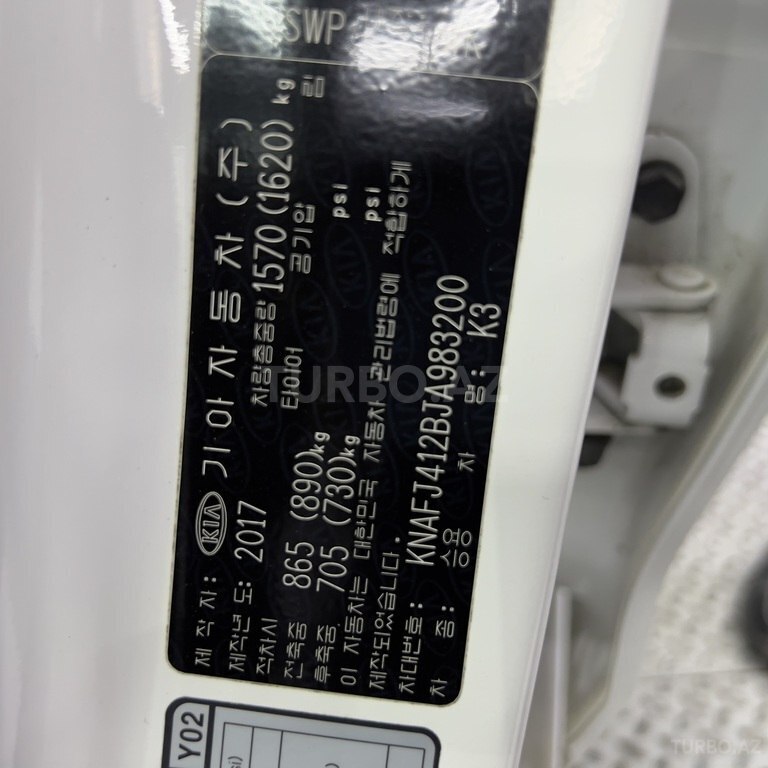 SWP
제 작 자: KIA 기 아 자 동 차 (주)
제작년 도: 2017 차량총중량 1570 (1620) kg
적차시 타이어 공기압 림
전축중 865 (890)kg psi
후축중 705 (730)kg psi
이 자동차는 대한민국 자동차 관리법령에 적합하게
제작되었습니다.
차대번호: KNAFJ412BJA983200
차 종: 승용 차 명: K3
Y02
TURBO.AZ
TURBO.AZ